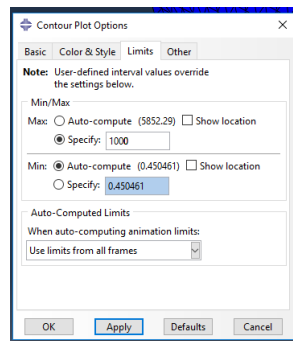 Contour Plot Options
Basic Color & Style Limits Other
Note: User-defined interval values override
the settings below.
Min/Max
Max: Auto-compute (5852.29) Show location
Specify: 1000
Min: Auto-compute (0.450461) Show location
Specify: 0.450461
Auto-Computed Limits
When auto-computing animation limits:
Use limits from all frames
OK Apply Defaults Cancel